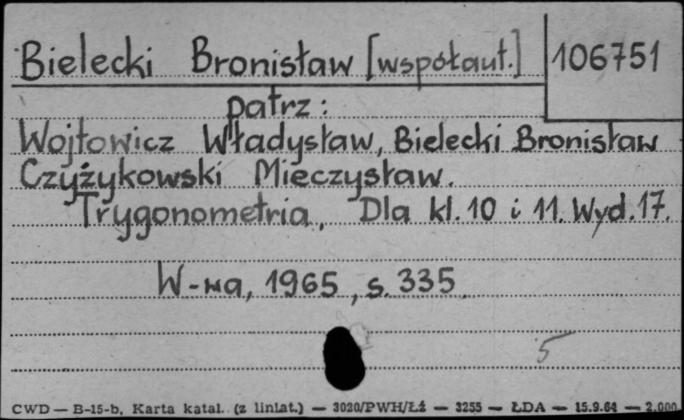 Bielecki Bronisław [współaut.] 106751
patrz:
Wojtowicz Władysław, Bielecki Bronisław
Czyżykowski Mieczysław.
Trygonometria, Dla kl. 10 i 11. Wyd. 17.
W-wa, 1965, s. 335
5
CWD — B-15-b, Karta katal. (z liniat.) — 3020/PWH/Łź — 3255 — ŁDA — 15.9.64 — 2.000